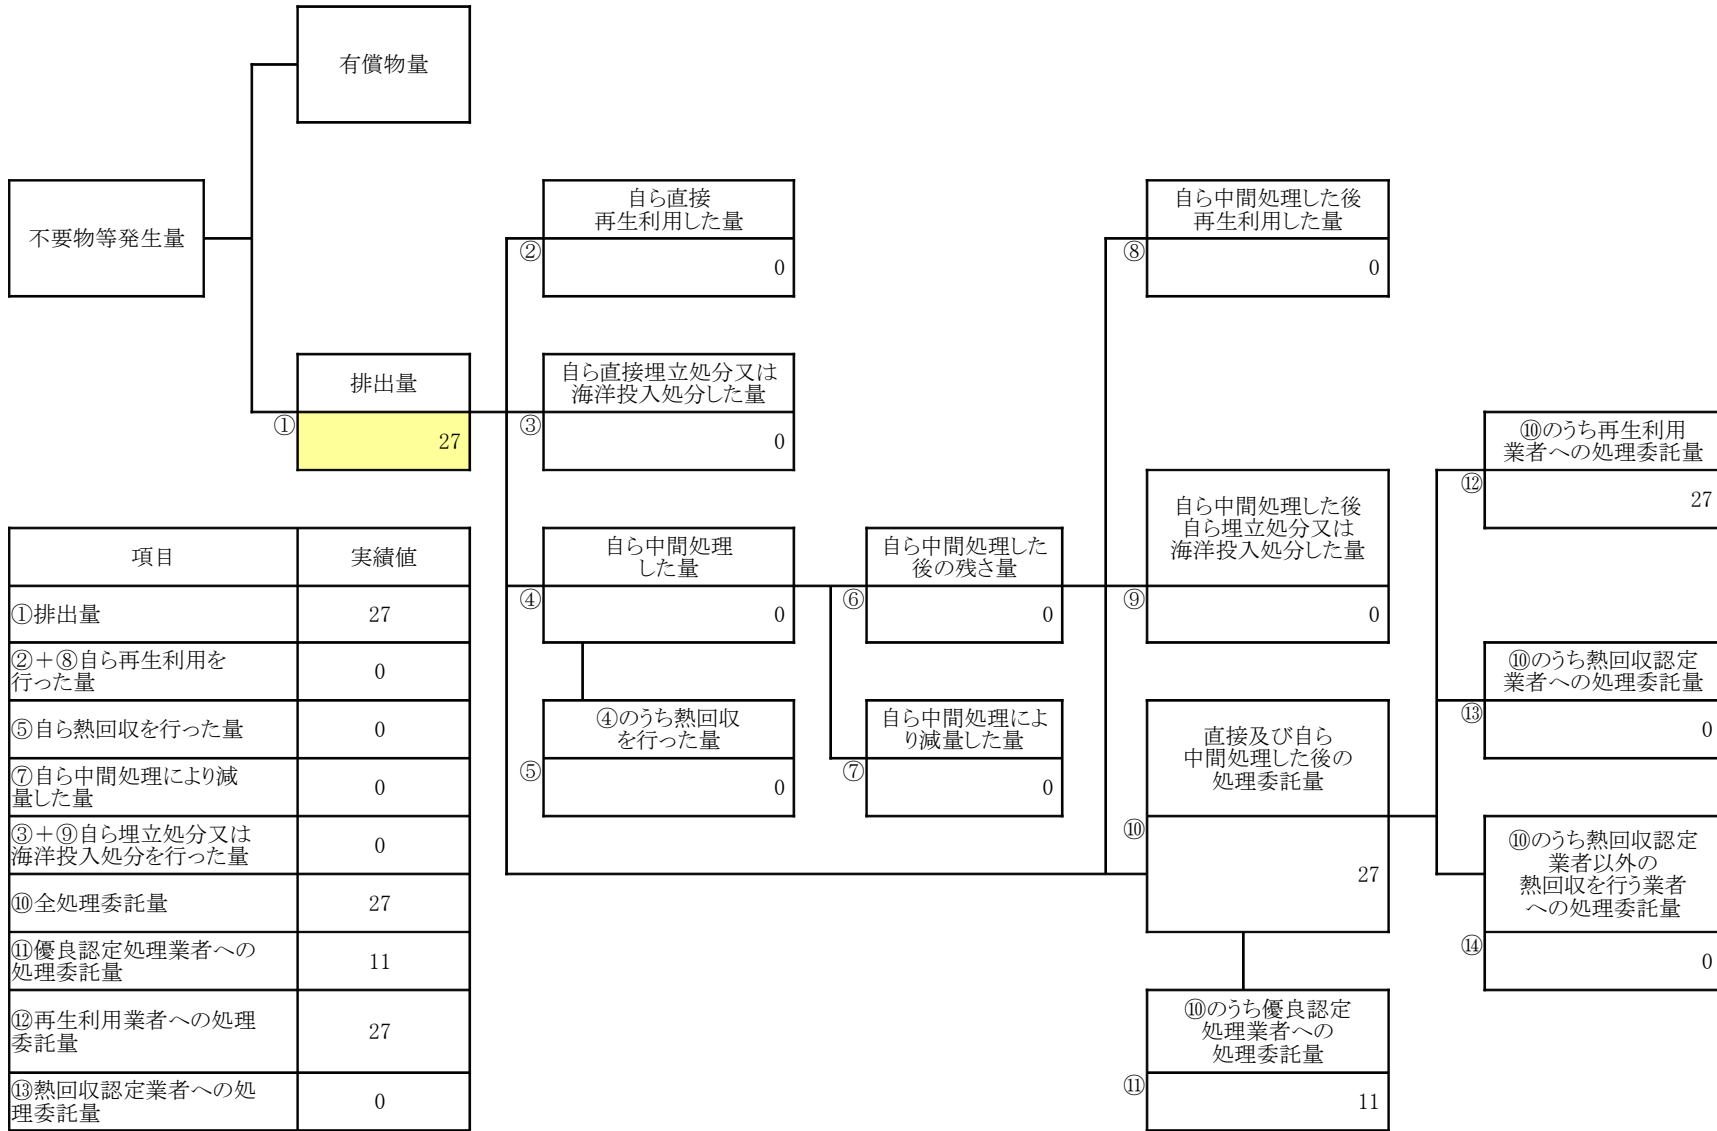 有償物量
不要物等発生量
自ら直接
再生利用した量
②
0
自ら中間処理した後
再生利用した量
⑧
0
排出量
①
27
自ら直接埋立処分又は
海洋投入処分した量
③
0
⑩のうち再生利用
業者への処理委託量
⑫
27
自ら中間処理
した量
④
0
自ら中間処理した
後の残さ量
⑥
0
自ら中間処理した後
自ら埋立処分又は
海洋投入処分した量
⑨
0
⑩のうち熱回収認定
業者への処理委託量
⑬
0
④のうち熱回収
を行った量
⑤
0
自ら中間処理によ
り減量した量
⑦
0
直接及び自ら
中間処理した後の
処理委託量
⑩
27
⑩のうち熱回収認定
業者以外の
熱回収を行う業者
への処理委託量
⑭
0
⑩のうち優良認定
処理業者への
処理委託量
⑪
11
項目 実績値
①排出量 27
②＋⑧自ら再生利用を
行った量 0
⑤自ら熱回収を行った量 0
⑦自ら中間処理により減
量した量 0
③＋⑨自ら埋立処分又は
海洋投入処分を行った量 0
⑩全処理委託量 27
⑪優良認定処理業者への
処理委託量 11
⑫再生利用業者への処理
委託量 27
⑬熱回収認定業者への処
理委託量 0